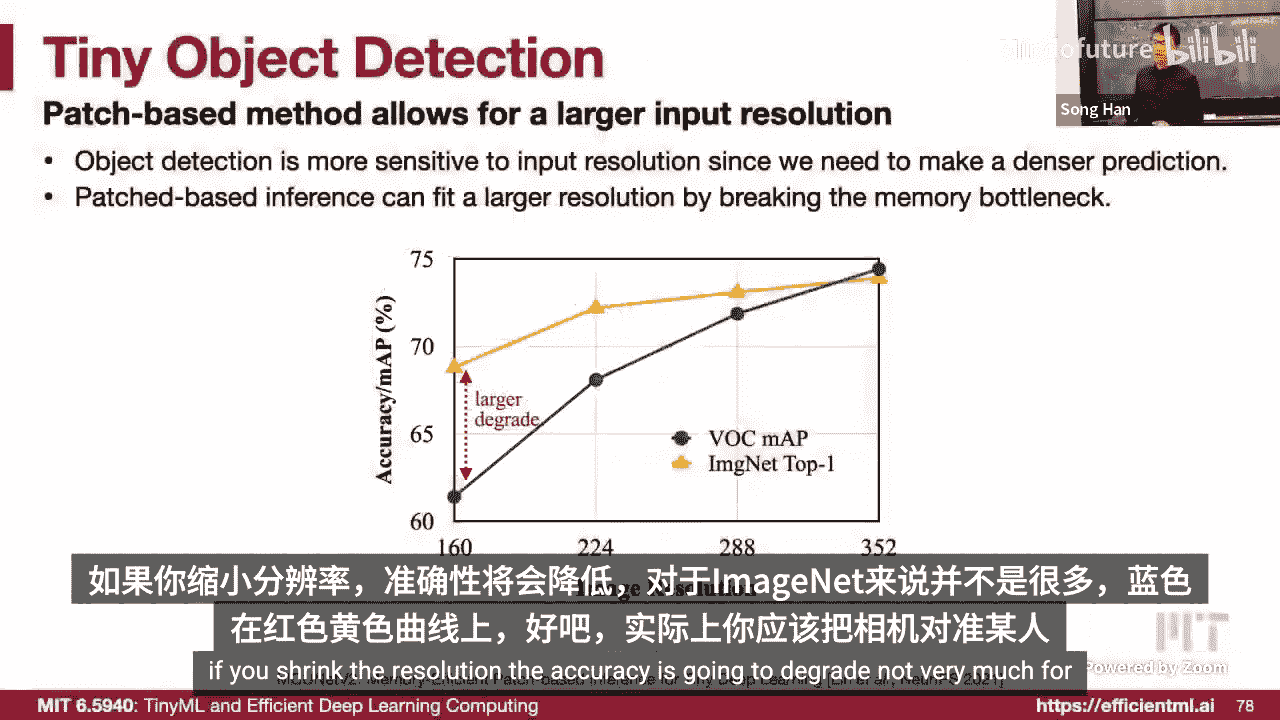 Tiny Object Detection
Patch-based method allows for a larger input resolution
• Object detection is more sensitive to input resolution since we need to make a denser prediction.
• Patched-based inference can fit a larger resolution by breaking the memory bottleneck.
ofuture bilibili
Song Han
75
70
65
60
Accuracy/mAP (%)
larger
degrade
VOC mAP
ImgNet Top-1
160 224 288 352
如果你缩小分辨率，准确性将会降低，对于ImageNet来说并不是很多，蓝色
在红色黄色曲线上，好吧，实际上你应该把相机对准某人
if you shrink the resolution the accuracy is going to degrade not very much for
Powered by Zoom
MIT 6.5940: TinyML and Efficient Deep Learning Computing
https://efficientml.ai
78